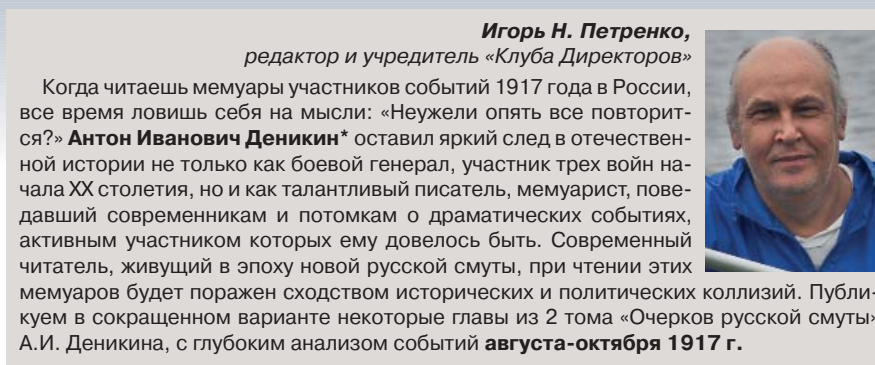 Игорь Н. Петренко,
редактор и учредитель «Клуба Директоров»
Когда читаешь мемуары участников событий 1917 года в России,
все время ловишь себя на мысли: «Неужели опять все повторит-
ся?» Антон Иванович Деникин* оставил яркий след в отечествен-
ной истории не только как боевой генерал, участник трех войн на-
чала XX столетия, но и как талантливый писатель, мемуарист, пове-
давший современникам и потомкам о драматических событиях,
активным участником которых ему довелось быть. Современный
читатель, живущий в эпоху новой русской смуты, при чтении этих
мемуаров будет поражен сходством исторических и политических коллизий. Публи-
куем в сокращенном варианте некоторые главы из 2 тома «Очерков русской смуты»
А.И. Деникина, с глубоким анализом событий августа-октября 1917 г.